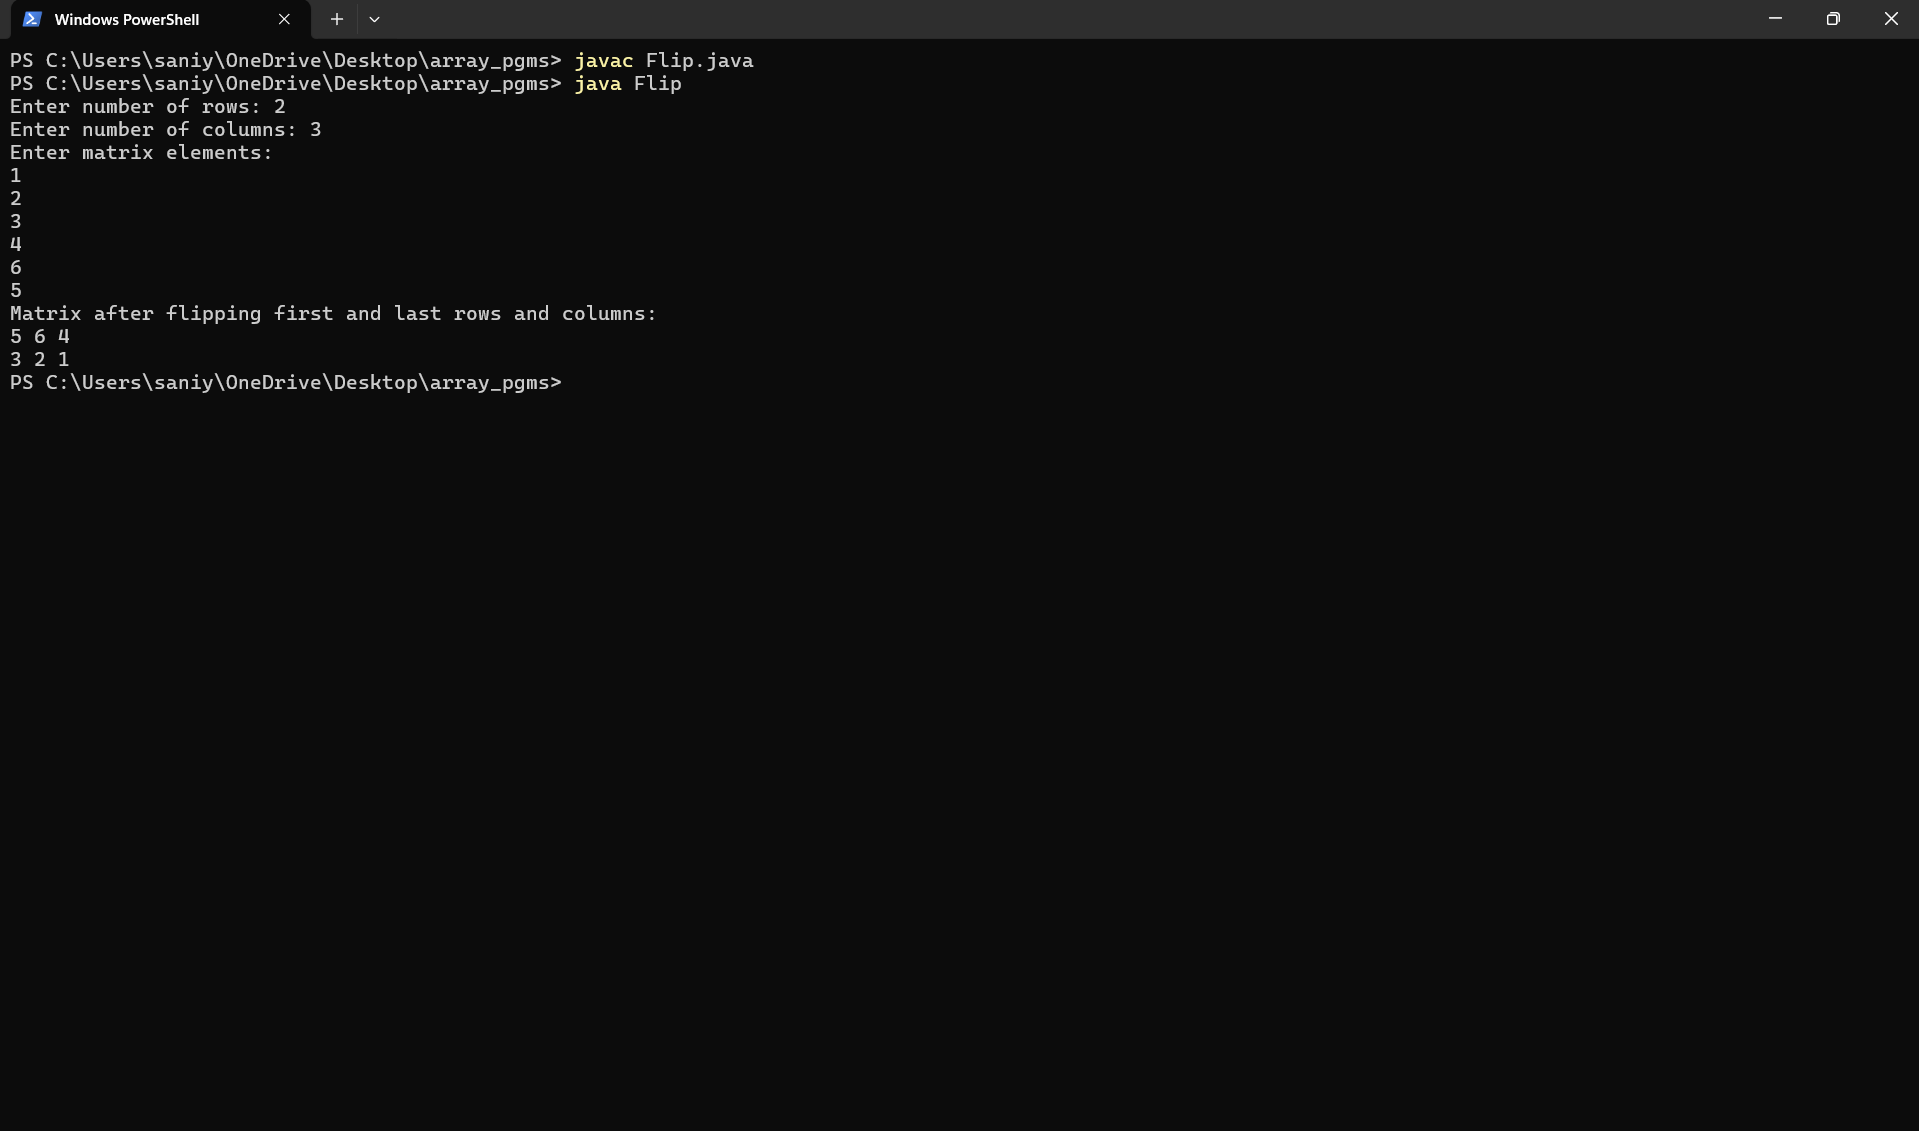 Windows PowerShell
PS C:\Users\saniy\OneDrive\Desktop\array_pgms> javac Flip.java
PS C:\Users\saniy\OneDrive\Desktop\array_pgms> java Flip
Enter number of rows: 2
Enter number of columns: 3
Enter matrix elements:
1
2
3
4
6
5
Matrix after flipping first and last rows and columns:
5 6 4
3 2 1
PS C:\Users\saniy\OneDrive\Desktop\array_pgms>